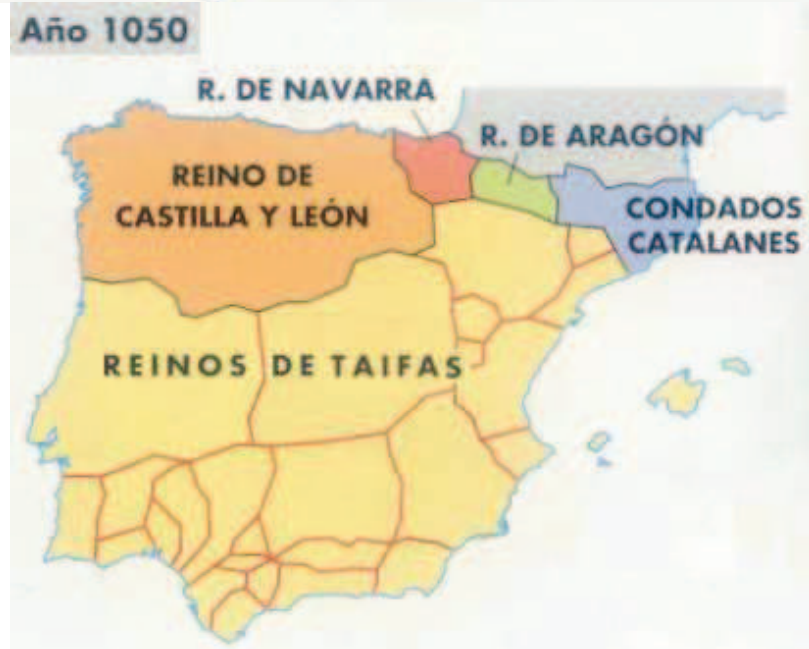 Año 1050
R. DE NAVARRA
R. DE ARAGÓN
REINO DE
CASTILLA Y LEÓN
CONDADOS
CATALANES
REINOS DE TAIFAS